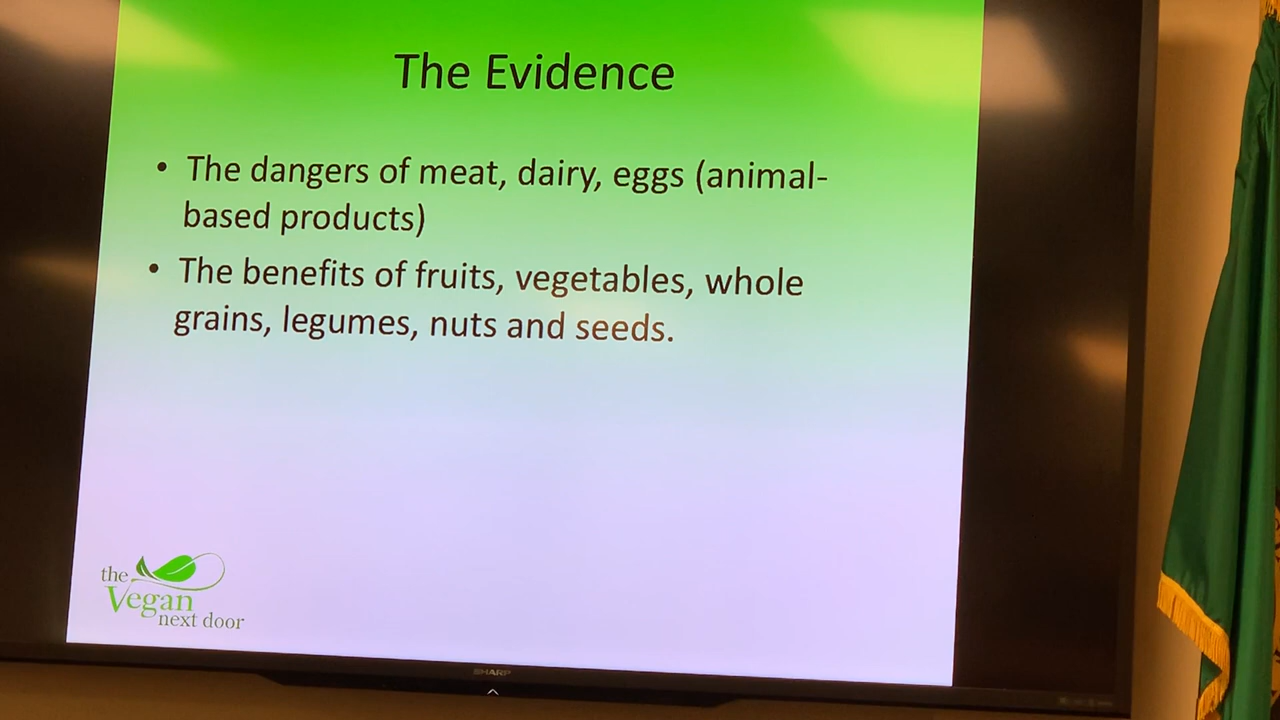 The Evidence
• The dangers of meat, dairy, eggs (animal-
based products)
• The benefits of fruits, vegetables, whole
grains, legumes, nuts and seeds.
the
Vegan
next door
SHARP